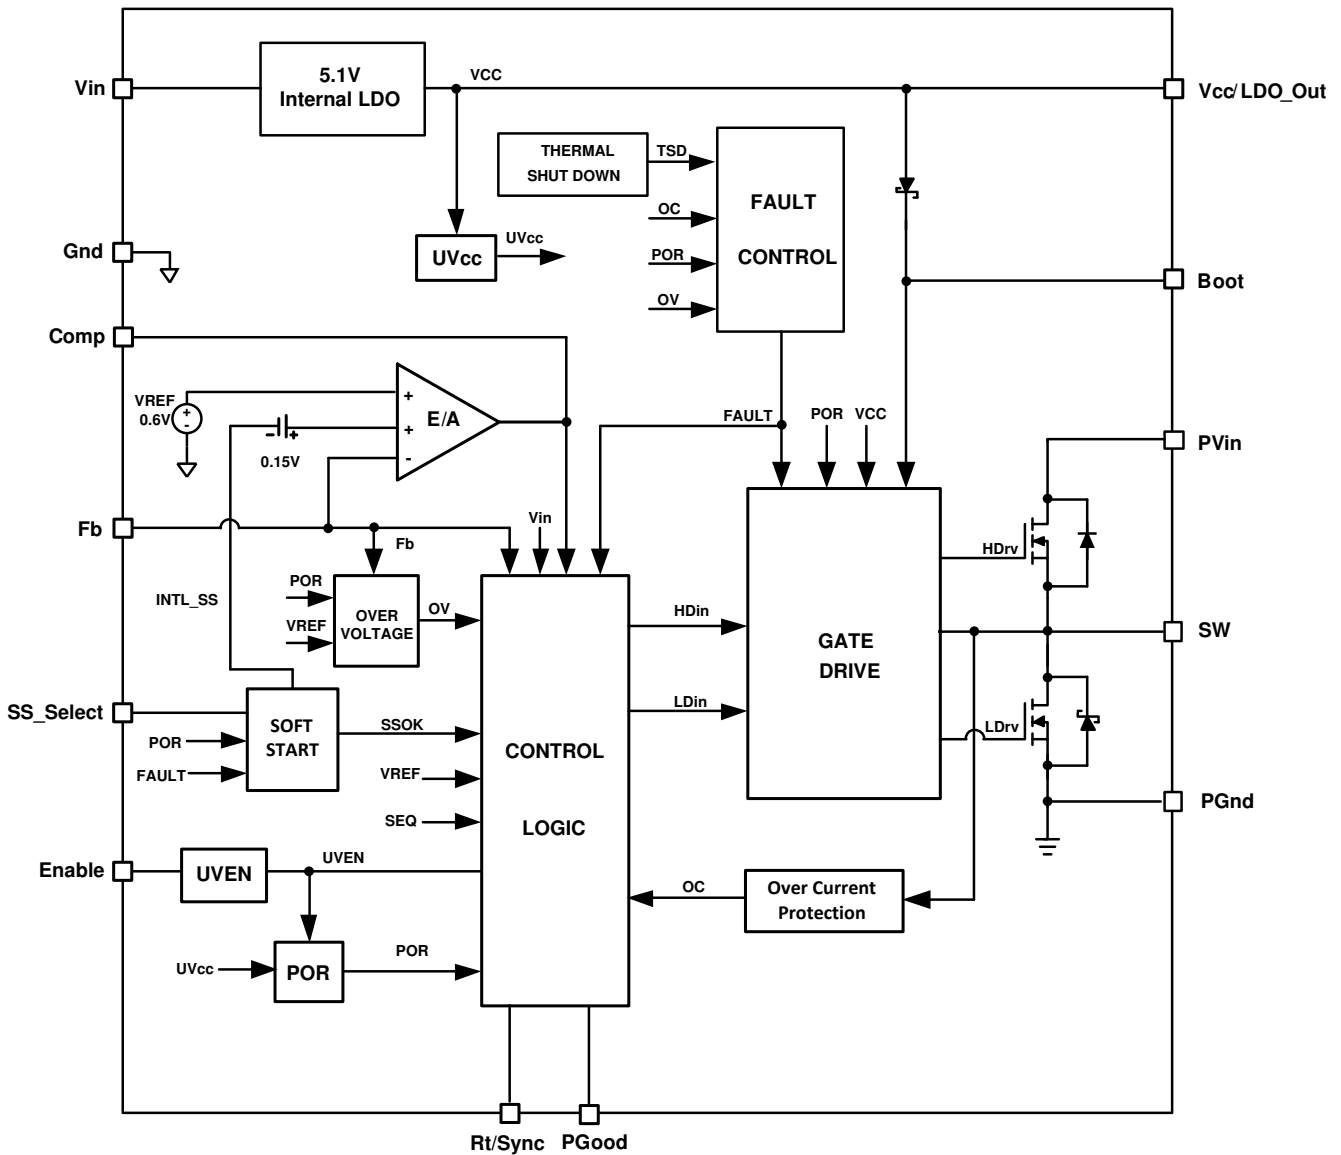 5.1V
Internal LDO
Vin
VCC
Vcc/LDO_Out
THERMAL
SHUT DOWN
TSD
FAULT
CONTROL
OC
POR
OV
Gnd
UVcc
UVcc
Boot
Comp
VREF
0.6V
+
-
-
+
0.15V
+
+
-
E/A
FAULT
POR
VCC
PVin
Fb
Fb
Vin
HDrv
POR
VREF
OVER
VOLTAGE
OV
INTL_SS
HDin
GATE
DRIVE
SW
SS_Select
SOFT
START
POR
FAULT
SSOK
VREF
SEQ
CONTROL
LOGIC
LDin
LDrv
PGnd
Enable
UVEN
UVEN
OC
Over Current
Protection
UVcc
POR
POR
Rt/Sync
PGood